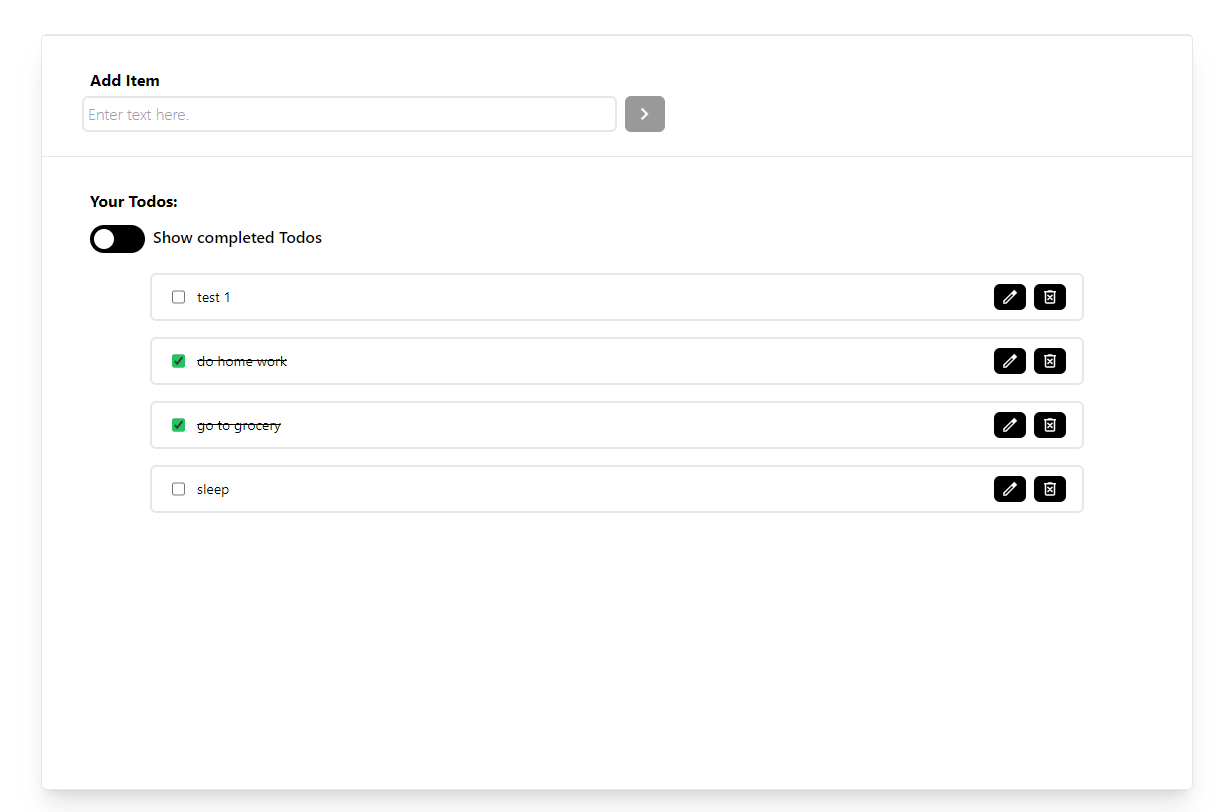 Add Item
Enter text here.
Your Todos:
Show completed Todos
test 1
do home work
go to grocery
sleep